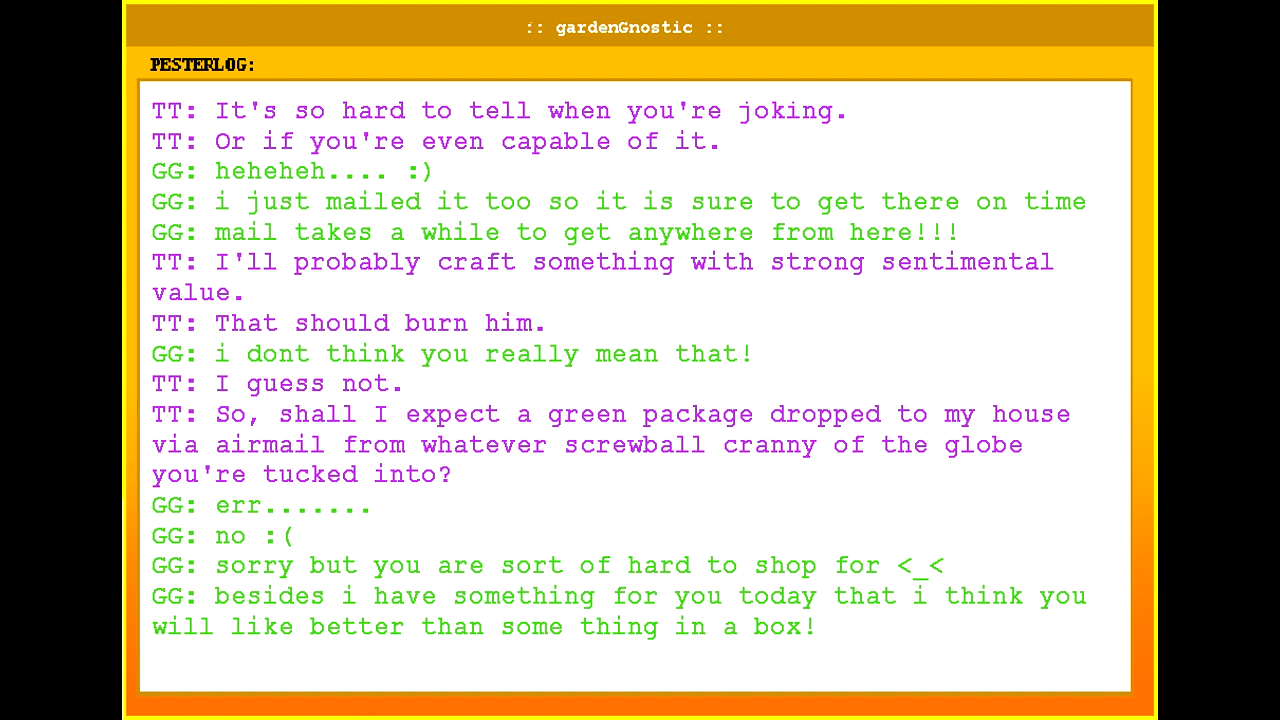 :: gardenGnostic ::
PESTERLOG:
TT: It's so hard to tell when you're joking.
TT: Or if you're even capable of it.
GG: heheheh.... :)
GG: i just mailed it too so it is sure to get there on time
GG: mail takes a while to get anywhere from here!!!
TT: I'll probably craft something with strong sentimental
value.
TT: That should burn him.
GG: i dont think you really mean that!
TT: I guess not.
TT: So, shall I expect a green package dropped to my house
via airmail from whatever screwball cranny of the globe
you're tucked into?
GG: err.......
GG: no :(
GG: sorry but you are sort of hard to shop for <_<
GG: besides i have something for you today that i think you
will like better than some thing in a box!